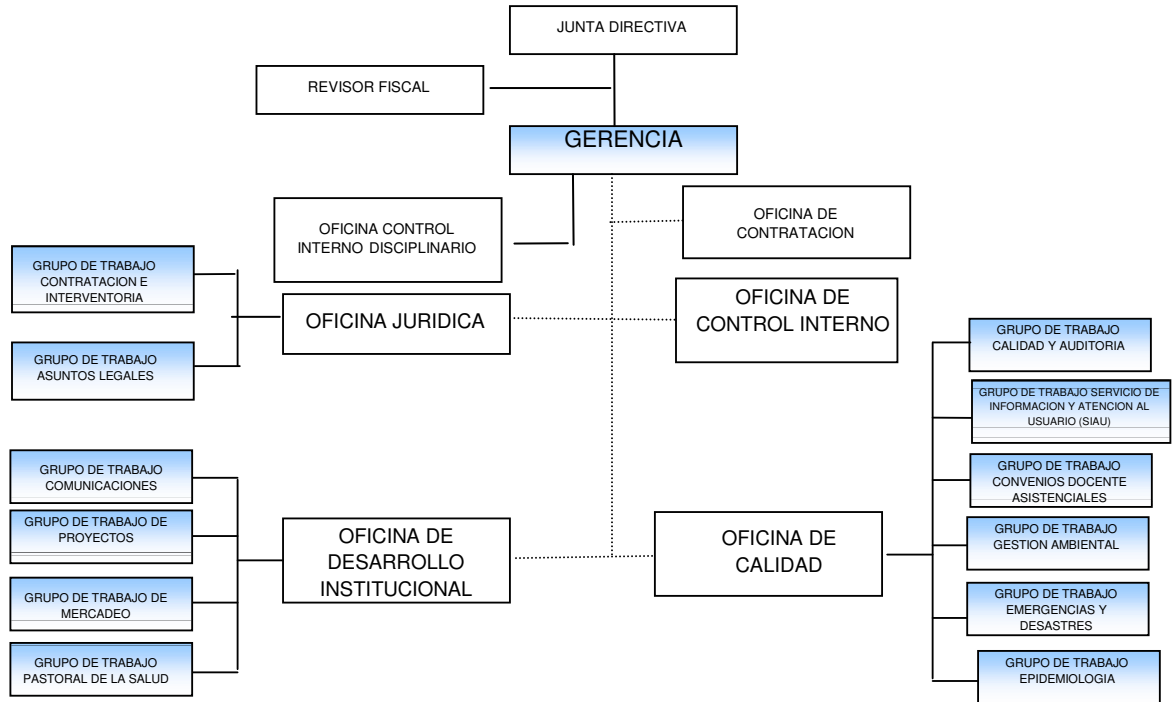 JUNTA DIRECTIVA
REVISOR FISCAL
GERENCIA
OFICINA CONTROL
INTERNO DISCIPLINARIO
OFICINA DE
CONTRATACION
GRUPO DE TRABAJO
CONTRATACION E
INTERVENTORIA
OFICINA JURIDICA
OFICINA DE
CONTROL INTERNO
GRUPO DE TRABAJO
ASUNTOS LEGALES
GRUPO DE TRABAJO
CALIDAD Y AUDITORIA
GRUPO DE TRABAJO SERVICIO DE
INFORMACION Y ATENCION AL
USUARIO (SIAU)
GRUPO DE TRABAJO
COMUNICACIONES
GRUPO DE TRABAJO DE
PROYECTOS
GRUPO DE TRABAJO DE
MERCADEO
GRUPO DE TRABAJO
PASTORAL DE LA SALUD
OFICINA DE
DESARROLLO
INSTITUCIONAL
OFICINA DE
CALIDAD
GRUPO DE TRABAJO
CONVENIOS DOCENTE
ASISTENCIALES
GRUPO DE TRABAJO
GESTION AMBIENTAL
GRUPO DE TRABAJO
EMERGENCIAS Y
DESASTRES
GRUPO DE TRABAJO
EPIDEMIOLOGIA